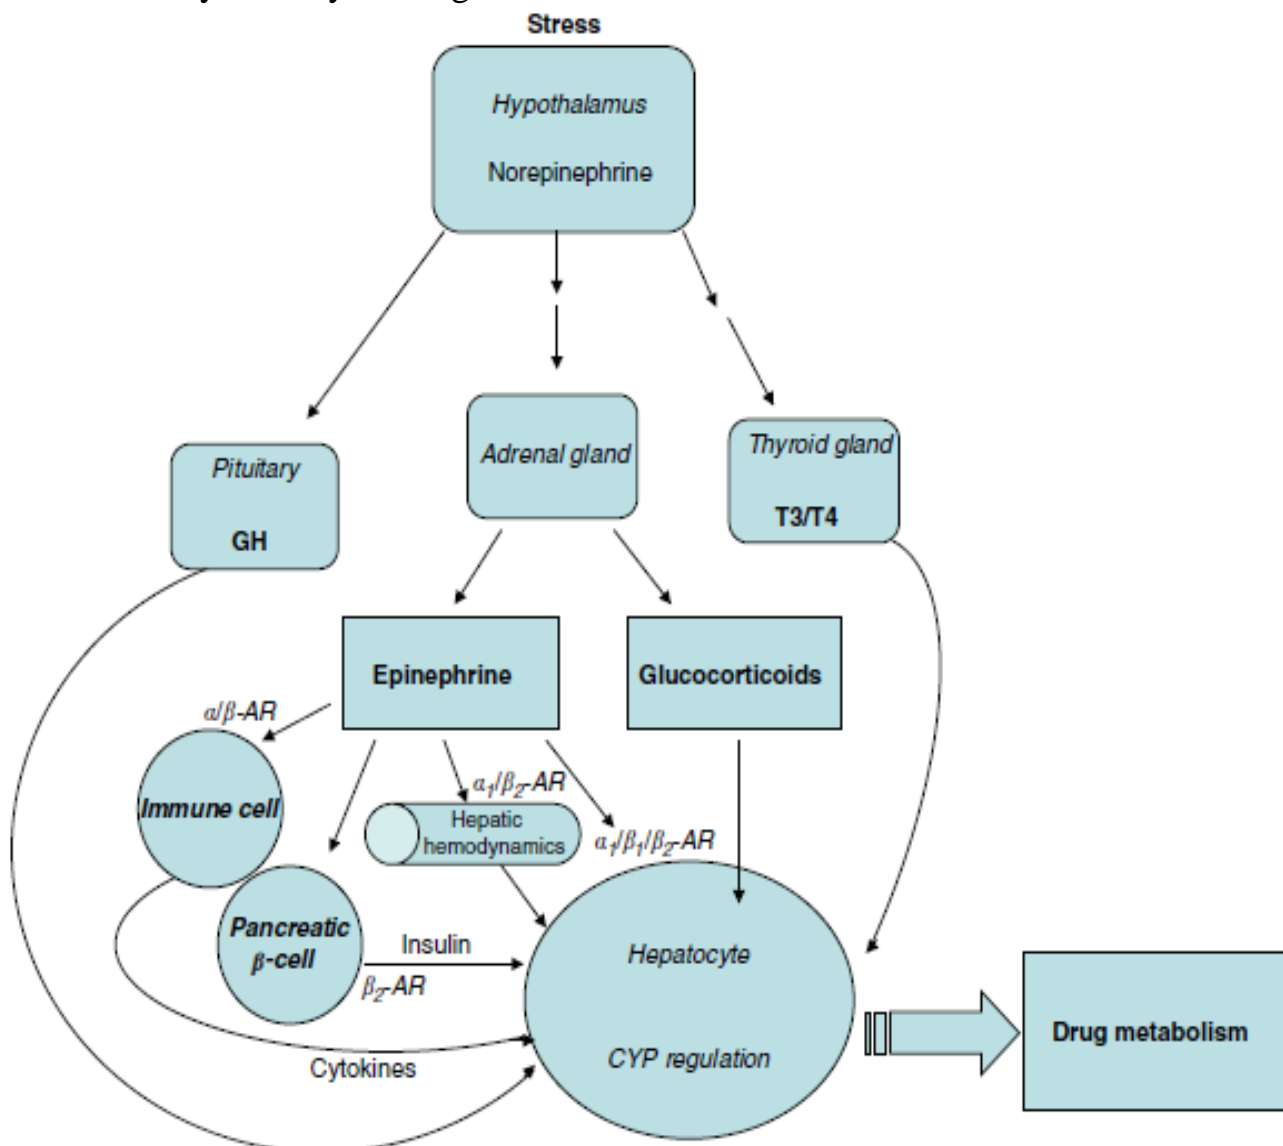 Stress
Hypothalamus
Norepinephrine
Pituitary
GH
Adrenal gland
Thyroid gland
T3/T4
Epinephrine
Glucocorticoids
α/β-AR
Immune cell
α₁/β₂-AR
Hepatic
hemodynamics
α₁/β₁/β₂-AR
Pancreatic
β-cell
Insulin
β₂-AR
Cytokines
Hepatocyte
CYP regulation
Drug metabolism